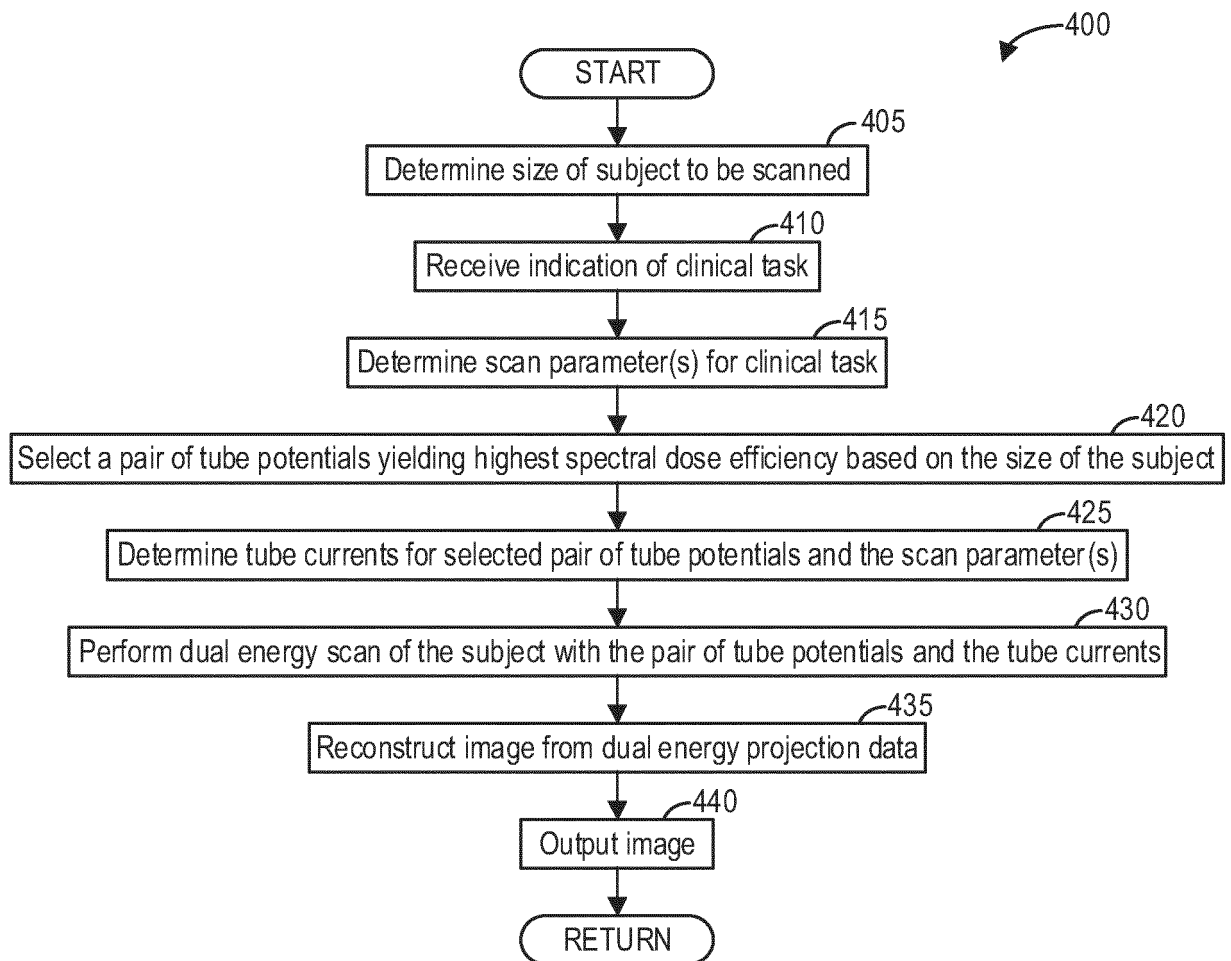 400
START
405
Determine size of subject to be scanned
410
Receive indication of clinical task
415
Determine scan parameter(s) for clinical task
420
Select a pair of tube potentials yielding highest spectral dose efficiency based on the size of the subject
425
Determine tube currents for selected pair of tube potentials and the scan parameter(s)
430
Perform dual energy scan of the subject with the pair of tube potentials and the tube currents
435
Reconstruct image from dual energy projection data
440
Output image
RETURN